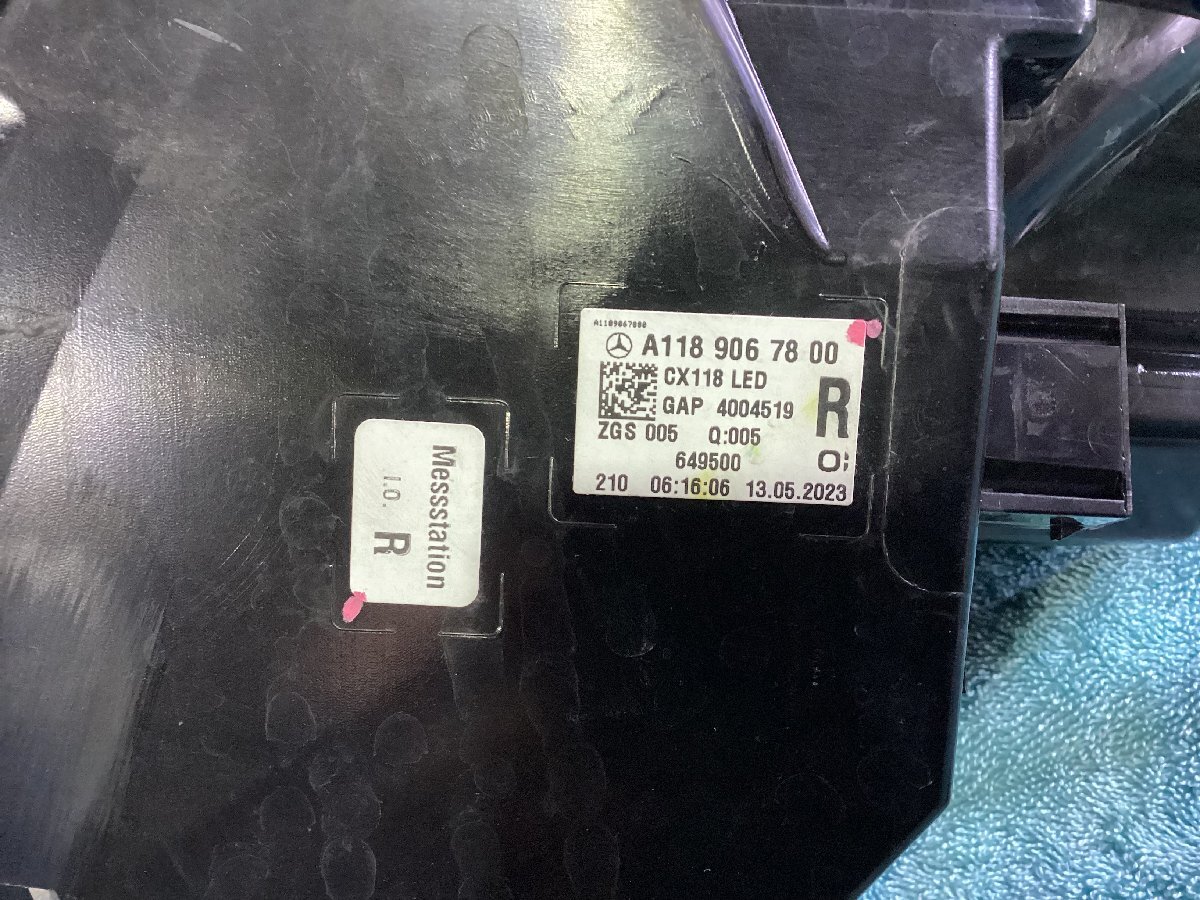 A1189067800
A118 906 78 00
CX118 LED
GAP 4004519
R
ZGS 005 Q:005
649500
210 06:16:06 13.05.2023
Messstation
I.O.
R